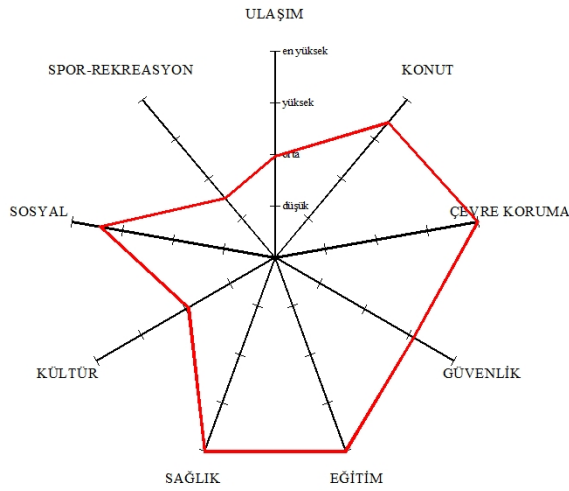 ULAŞIM
en yüksek
SPOR-REKREASYON
KONUT
yüksek
orta
düşük
SOSYAL
ÇEVRE KORUMA
KÜLTÜR
GÜVENLİK
SAĞLIK
EĞİTİM